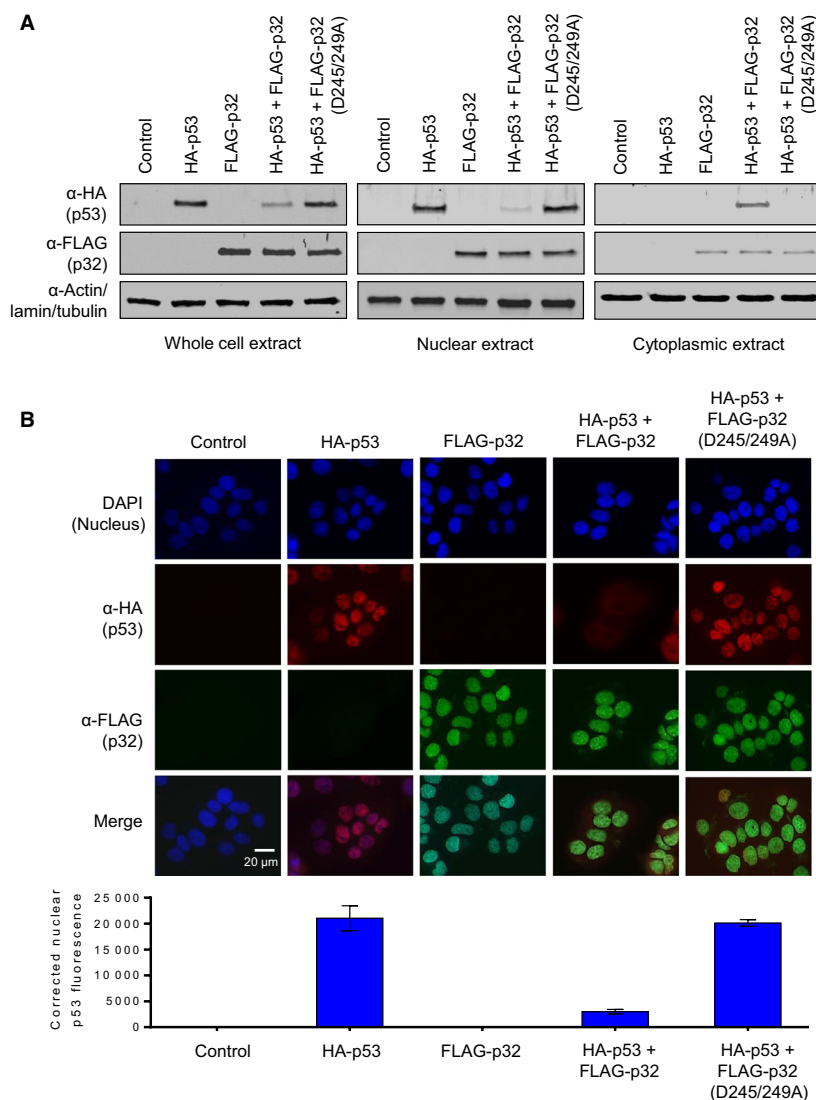 A
Control
HA-p53
FLAG-p32
HA-p53 + FLAG-p32
HA-p53 + FLAG-p32
(D245/249A)
Control
HA-p53
FLAG-p32
HA-p53 + FLAG-p32
HA-p53 + FLAG-p32
(D245/249A)
Control
HA-p53
FLAG-p32
HA-p53 + FLAG-p32
HA-p53 + FLAG-p32
(D245/249A)
α-HA
(p53)
α-FLAG
(p32)
α-Actin/
lamin/tubulin
Whole cell extract
Nuclear extract
Cytoplasmic extract
B
Control
HA-p53
FLAG-p32
HA-p53 +
FLAG-p32
HA-p53 +
FLAG-p32
(D245/249A)
DAPI
(Nucleus)
α-HA
(p53)
α-FLAG
(p32)
Merge
20 μm
Corrected nuclear
p53 fluorescence
25 000
20 000
15 000
10 000
5000
0
Control
HA-p53
FLAG-p32
HA-p53 +
FLAG-p32
HA-p53 +
FLAG-p32
(D245/249A)